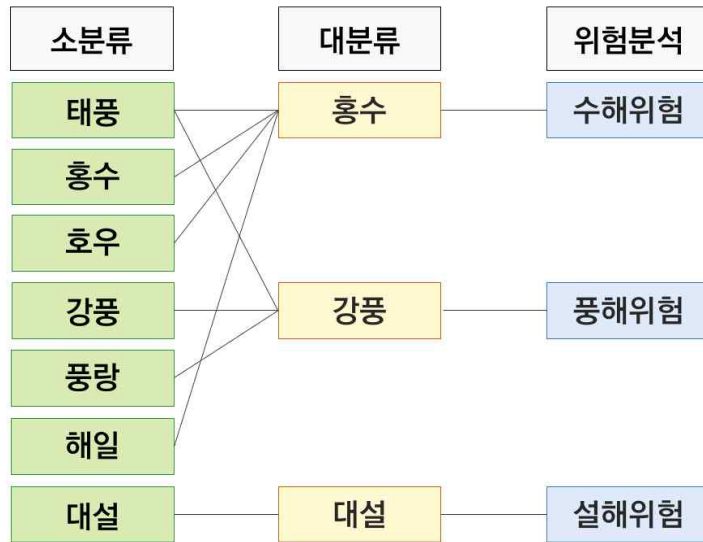 소분류 대분류 위험분석
태풍 홍수 수해위험
홍수
호우
강풍 강풍 풍해위험
풍랑
해일
대설 대설 설해위험